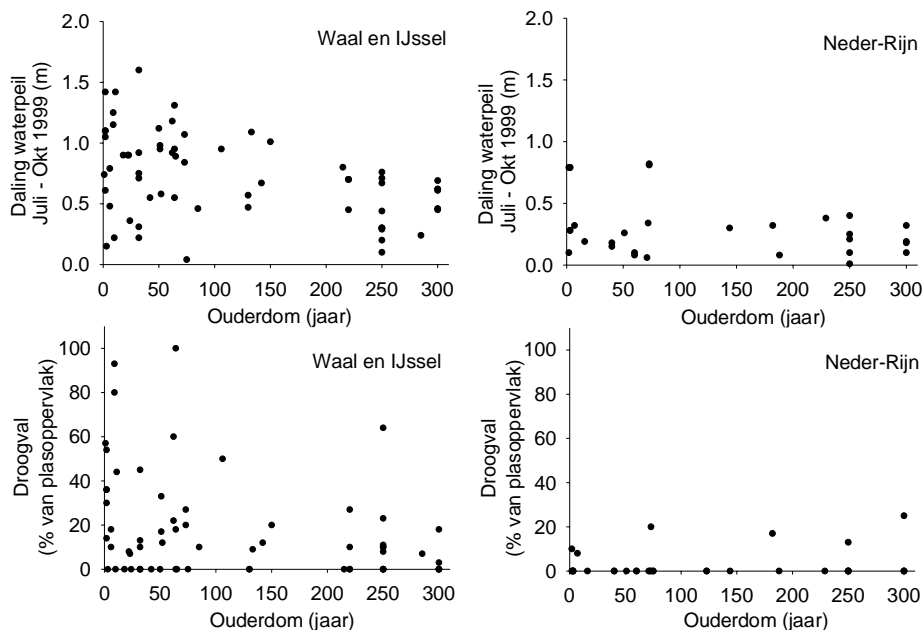 Waal en IJssel
Daling waterpeil
Juli - Okt 1999 (m)
2.0
1.5
1.0
0.5
0.0
0 50 100 150 200 250 300
Ouderdom (jaar)
Neder-Rijn
Daling waterpeil
Juli - Okt 1999 (m)
2.0
1.5
1.0
0.5
0.0
0 50 100 150 200 250 300
Ouderdom (jaar)
Waal en IJssel
Droogval
(% van plasoppervlak)
100
80
60
40
20
0
0 50 100 150 200 250 300
Ouderdom (jaar)
Neder-Rijn
Droogval
(% van plasoppervlak)
100
80
60
40
20
0
0 50 100 150 200 250 300
Ouderdom (jaar)